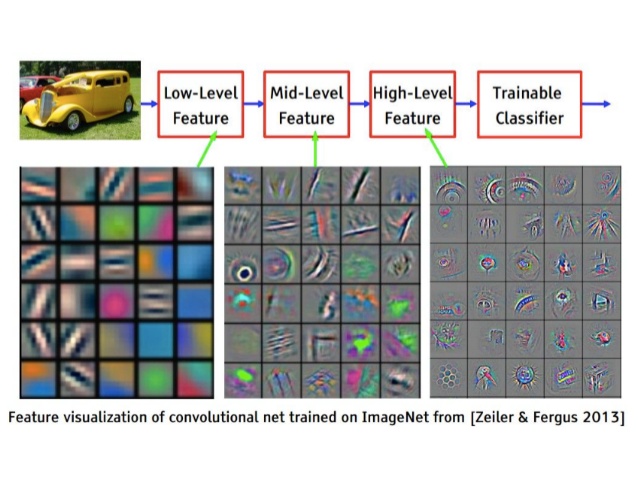 Low-Level
Feature
Mid-Level
Feature
High-Level
Feature
Trainable
Classifier
Feature visualization of convolutional net trained on ImageNet from [Zeiler & Fergus 2013]